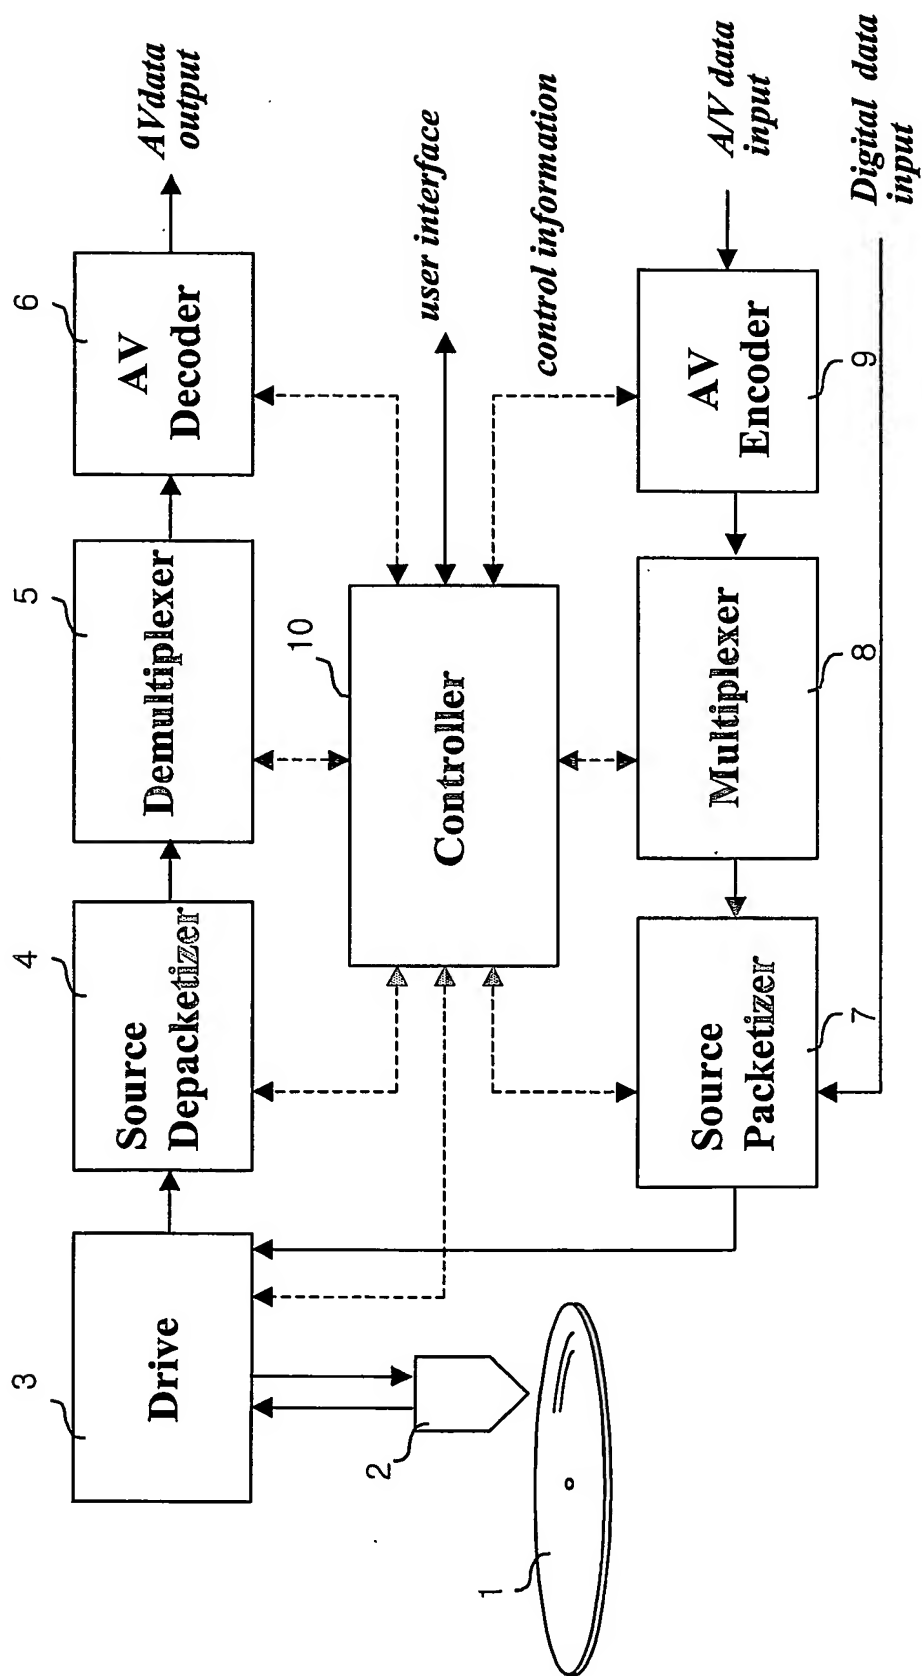 3
Drive
4
Source
Depacketizer
5
Demultiplexer
6
AV
Decoder
AVdata
output
10
Controller
user interface
control information
2
1
Source
Packetizer
7
Multiplexer
8
AV
Encoder
9
A/V data
input
Digital data
input